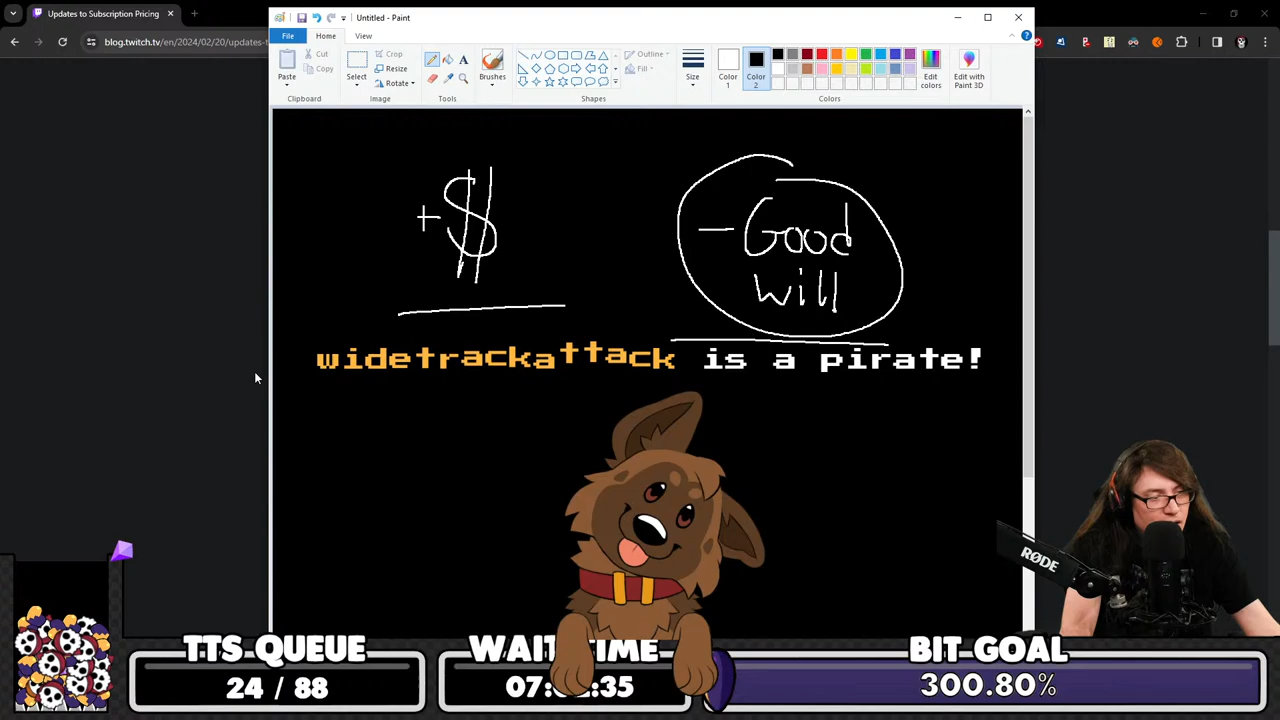 Updates to Subscription Pricing
blog.twitch.tv/en/2024/02/20/updates-t
Untitled - Paint
File
Home
View
Paste
Cut
Copy
Clipboard
Select
Crop
Resize
Rotate
Image
Tools
Brushes
Shapes
Outline
Fill
Size
Color
1
Color
2
Edit
colors
Edit with
Paint 3D
Colors
+$
- Good
will
widetrackattack is a pirate!
RØDE
TTS QUEUE
24 / 88
WAIT TIME
BIT GOAL
300.80%